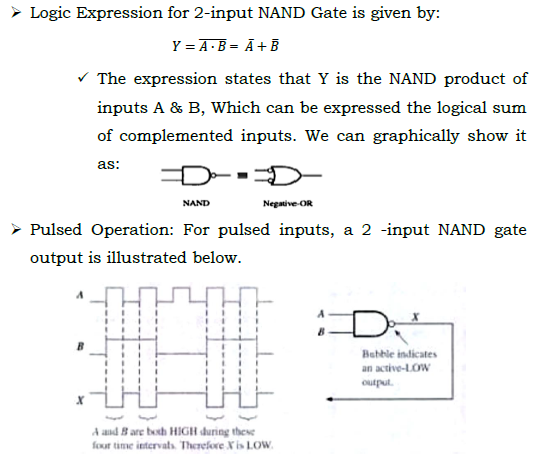 ➢ Logic Expression for 2-input NAND Gate is given by:
Y = \overline{A · B} = Ā + B̄
✓ The expression states that Y is the NAND product of
inputs A & B, Which can be expressed the logical sum
of complemented inputs. We can graphically show it
as:
NAND
Negative-OR
➢ Pulsed Operation: For pulsed inputs, a 2 -input NAND gate
output is illustrated below.
A
B
X
A and B are both HIGH during these
four time intervals. Therefore X is LOW.
A
B
X
Bubble indicates
an active-LOW
output.